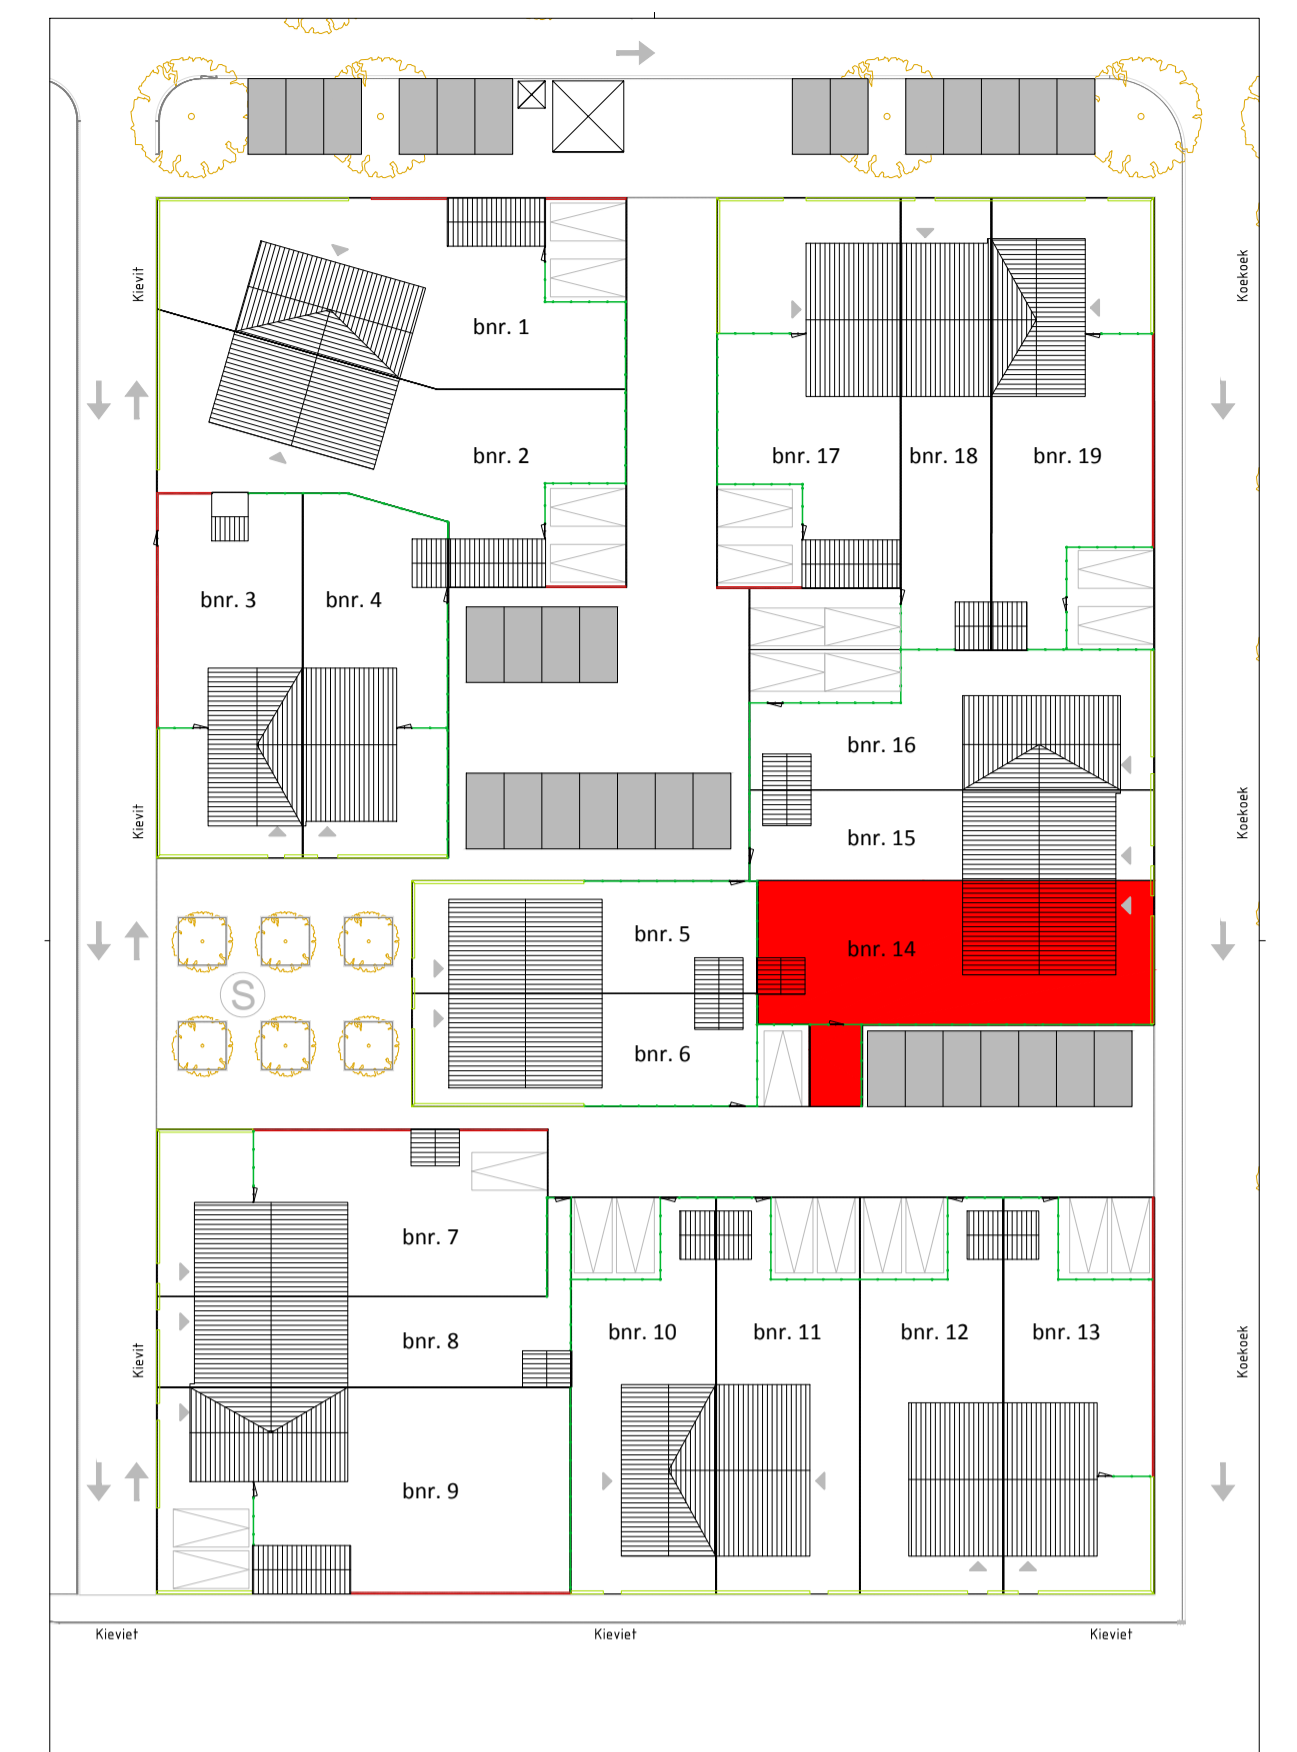 Kievit
Koekoek
bnr. 1
bnr. 2
bnr. 17
bnr. 18
bnr. 19
bnr. 3
bnr. 4
bnr. 16
Kievit
Koekoek
bnr. 15
bnr. 5
bnr. 14
S
bnr. 6
bnr. 7
bnr. 8
bnr. 10
bnr. 11
bnr. 12
bnr. 13
Kievit
Koekoek
bnr. 9
Kieviet
Kieviet
Kieviet